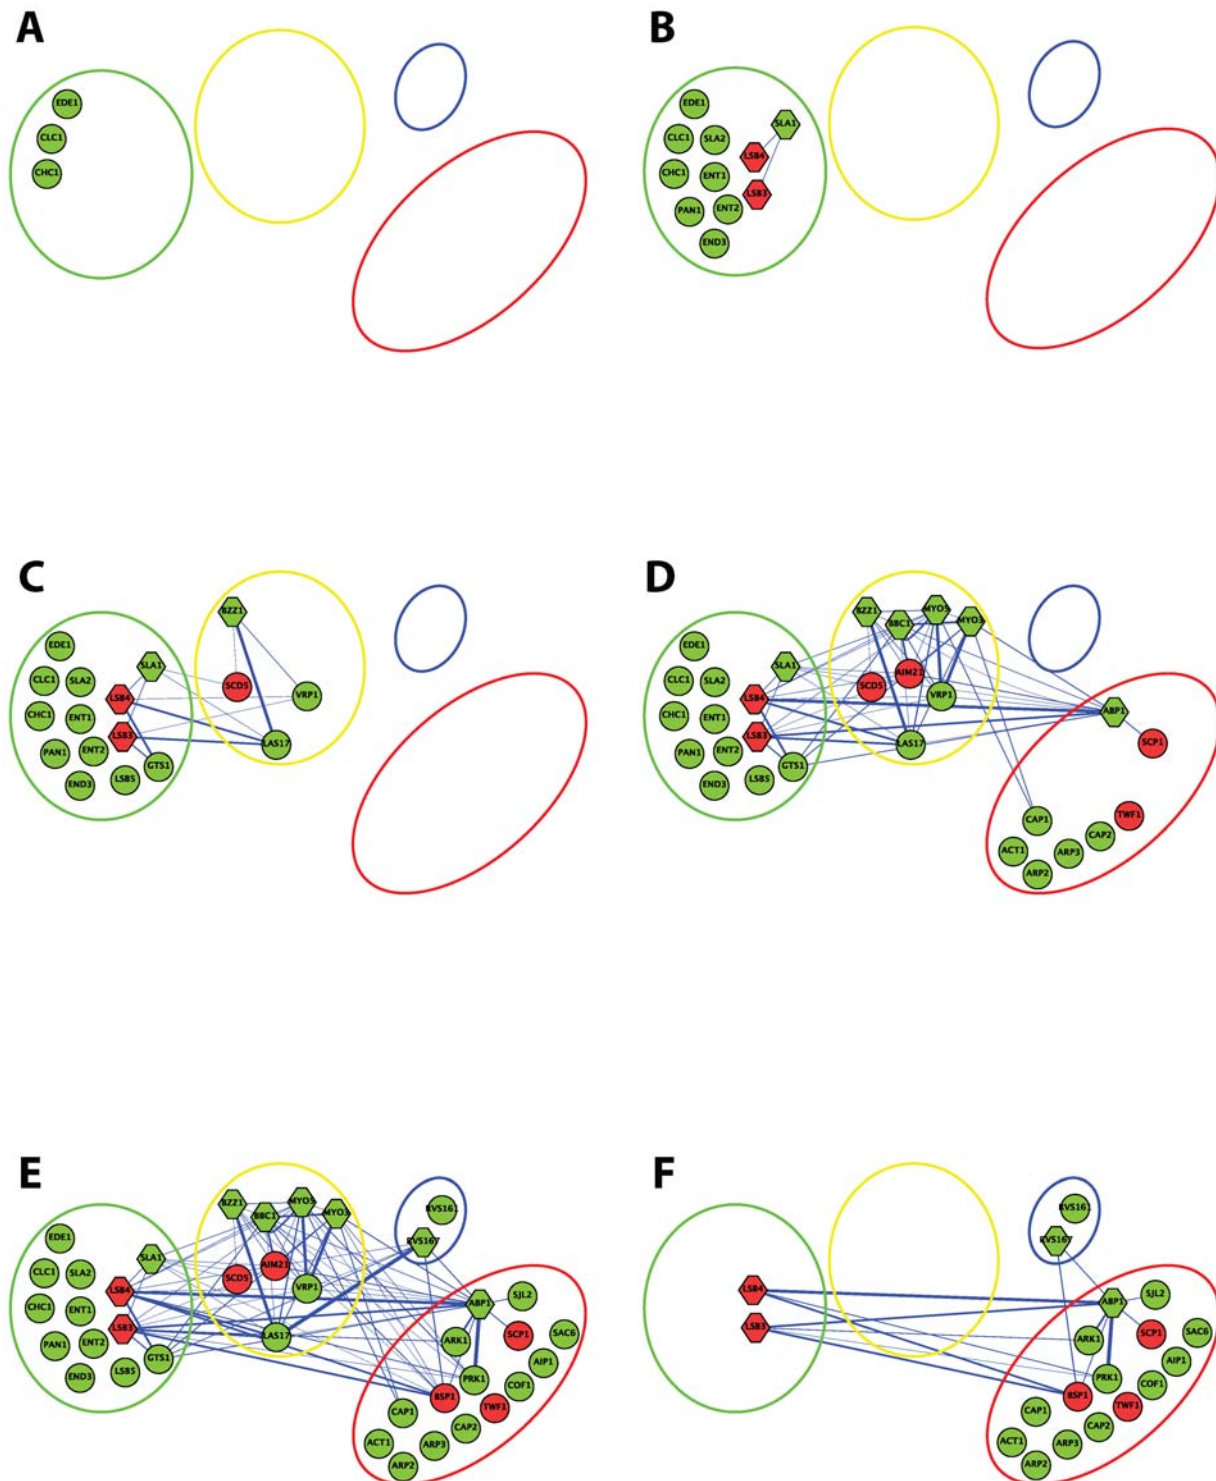 A
EDE1
CLC1
CHC1
B
EDE1
SLA1
CLC1
SLA2
LSB4
CHC1
ENT1
LSB3
PAN1
ENT2
END3
C
BZZ1
EDE1
SLA1
CLC1
SLA2
SCD5
LSB4
VRP1
CHC1
ENT1
LSB3
LAS17
PAN1
ENT2
GTS1
END3
LSB5
D
BZZ1
BBC1
MYO5
MYO3
EDE1
SLA1
AIM21
CLC1
SLA2
SCD5
LSB4
VRP1
ABP1
CHC1
ENT1
LSB3
LAS17
SCP1
PAN1
ENT2
GTS1
END3
LSB5
CAP1
TWF1
CAP2
ACT1
ARP3
ARP2
E
BZZ1
BBC1
MYO5
MYO3
RVS161
EDE1
RVS167
SLA1
AIM21
CLC1
SLA2
SCD5
LSB4
VRP1
SJL2
ABP1
CHC1
ENT1
LSB3
LAS17
ARK1
SCP1
SAC6
PAN1
ENT2
GTS1
AIP1
END3
LSB5
PRK1
COF1
BSP1
TWF1
CAP1
CAP2
ACT1
ARP3
ARP2
F
RVS161
RVS167
LSB4
SJL2
ABP1
LSB3
ARK1
SCP1
SAC6
AIP1
PRK1
COF1
BSP1
TWF1
CAP1
CAP2
ACT1
ARP3
ARP2